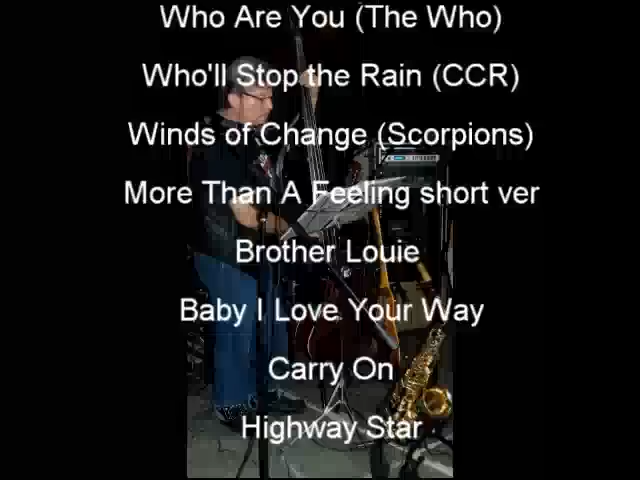 Who Are You (The Who)
Who'll Stop the Rain (CCR)
Winds of Change (Scorpions)
More Than A Feeling short ver
Brother Louie
Baby I Love Your Way
Carry On
Highway Star